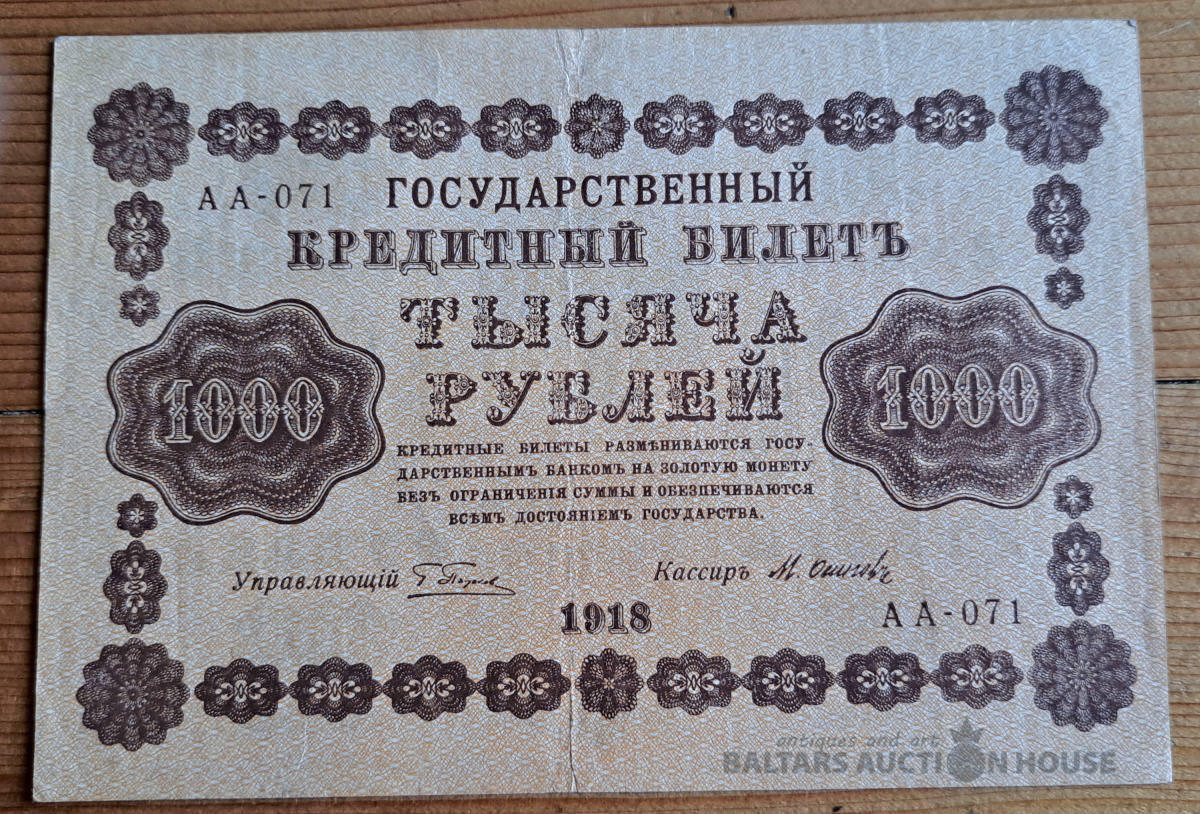 АА-071 ГОСУДАРСТВЕННЫЙ
КРЕДИТНЫЙ БИЛЕТЪ
ТЫСЯЧА
РУБЛЕЙ
1000 1000
КРЕДИТНЫЕ БИЛЕТЫ РАЗМѢНИВАЮТСЯ ГОСУ-
ДАРСТВЕННЫМЪ БАНКОМЪ НА ЗОЛОТУЮ МОНЕТУ
БЕЗЪ ОГРАНИЧЕНІЯ СУММЫ И ОБЕЗПЕЧИВАЮТСЯ
ВСѢМЪ ДОСТОЯНІЕМЪ ГОСУДАРСТВА.
Управляющій Кассиръ
1918
АА-071
antiques and art
BALTARS AUCTION HOUSE